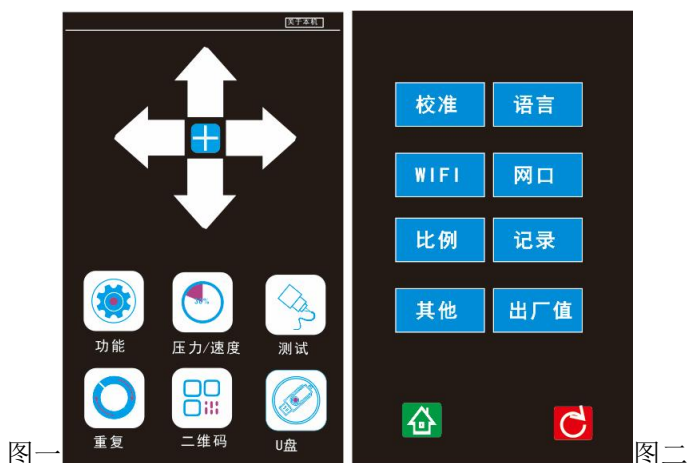 关于本机
功能
压力/速度
测试
重复
二维码
U盘
图一
校准
语言
WIFI
网口
比例
记录
其他
出厂值
图二